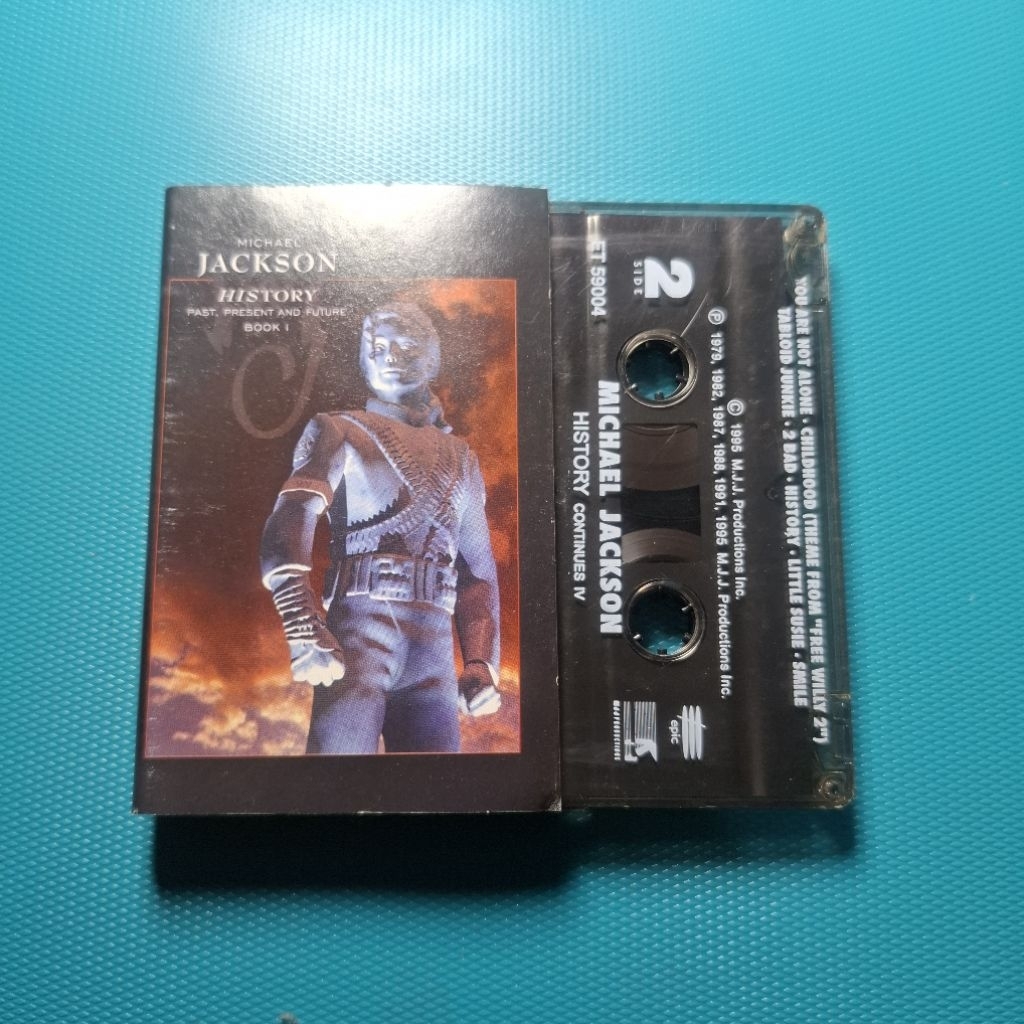 MICHAEL
JACKSON
HISTORY
PAST, PRESENT AND FUTURE
BOOK I
YOU ARE NOT ALONE · CHILDHOOD (THEME FROM "FREE WILLY 2")
TABLOID JUNKIE · 2 BAD · HISTORY · LITTLE SUSIE · SMILE
© 1995 M.J.J. Productions Inc.
℗ 1979, 1982, 1987, 1988, 1991, 1995 M.J.J. Productions Inc.
2
SIDE
epic
MICHAEL JACKSON
HISTORY CONTINUES IV
ET 59004